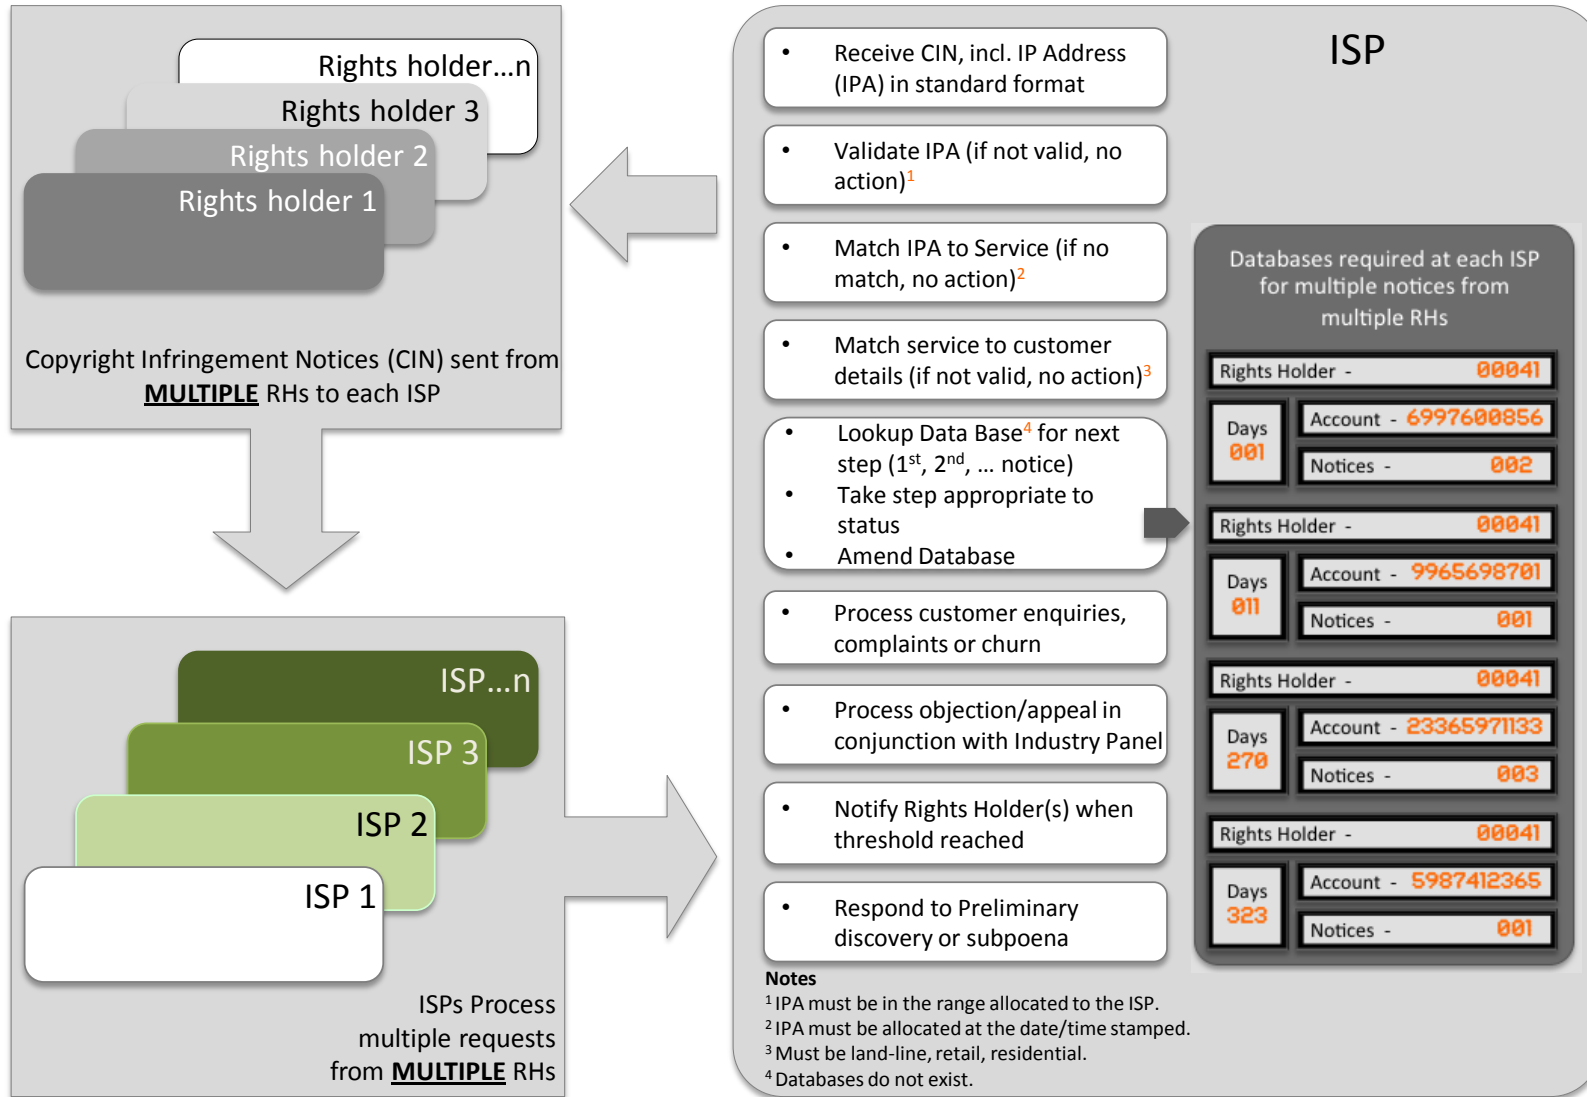 Rights holder...n
Rights holder 3
Rights holder 2
Rights holder 1
Copyright Infringement Notices (CIN) sent from
MULTIPLE RHs to each ISP
ISP...n
ISP 3
ISP 2
ISP 1
ISPs Process
multiple requests
from MULTIPLE RHs
ISP
• Receive CIN, incl. IP Address
(IPA) in standard format
• Validate IPA (if not valid, no
action)1
• Match IPA to Service (if no
match, no action)2
• Match service to customer
details (if not valid, no action)3
• Lookup Data Base4 for next
step (1st, 2nd, ... notice)
• Take step appropriate to
status
• Amend Database
• Process customer enquiries,
complaints or churn
• Process objection/appeal in
conjunction with Industry Panel
• Notify Rights Holder(s) when
threshold reached
• Respond to Preliminary
discovery or subpoena
Databases required at each ISP
for multiple notices from
multiple RHs
Rights Holder - 00041
Days
001
Account - 6997600856
Notices - 002
Rights Holder - 00041
Days
011
Account - 9965698701
Notices - 001
Rights Holder - 00041
Days
270
Account - 23365971133
Notices - 003
Rights Holder - 00041
Days
323
Account - 5987412365
Notices - 001
Notes
1 IPA must be in the range allocated to the ISP.
2 IPA must be allocated at the date/time stamped.
3 Must be land-line, retail, residential.
4 Databases do not exist.